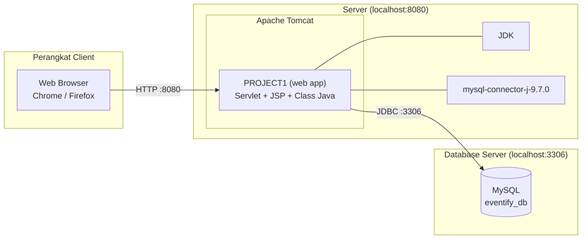 Server (localhost:8080)
Apache Tomcat
Perangkat Client
JDK
Web Browser
Chrome / Firefox
HTTP :8080
PROJECT1 (web app)
Servlet + JSP + Class Java
mysql-connector-j-9.7.0
JDBC :3306
Database Server (localhost:3306)
MySQL
eventify_db